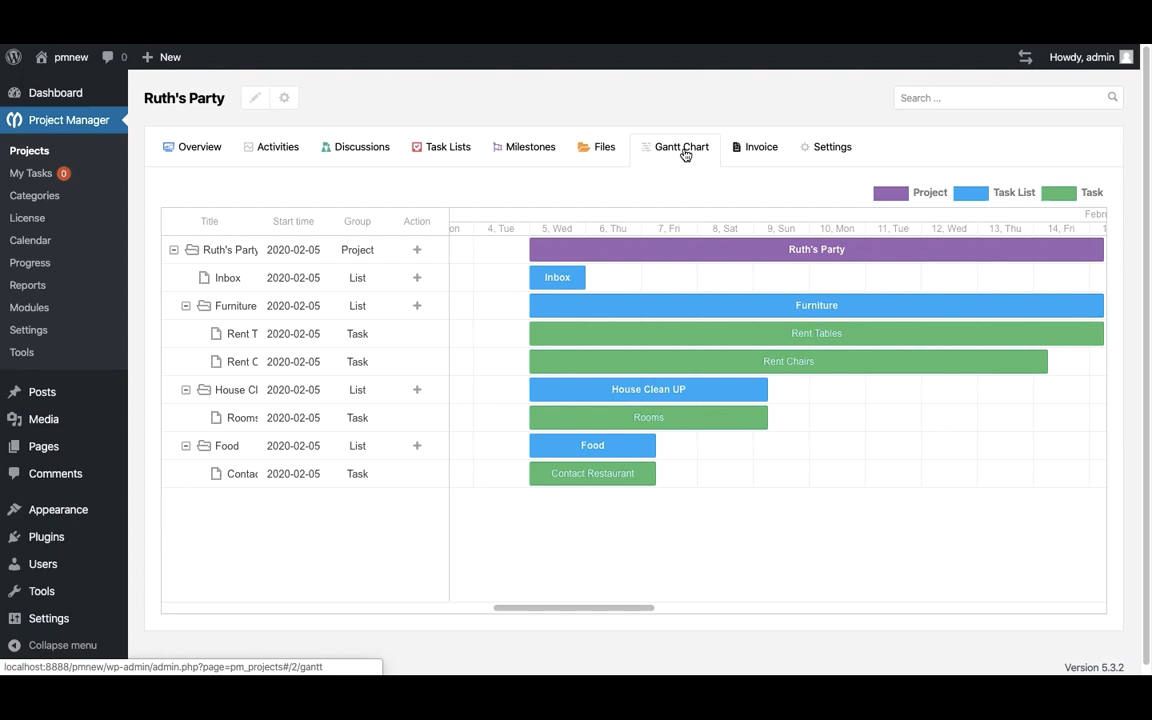 pmnew 0 New Howdy, admin
Dashboard
Project Manager
Projects
My Tasks 0
Categories
License
Calendar
Progress
Reports
Modules
Settings
Tools
Posts
Media
Pages
Comments
Appearance
Plugins
Users
Tools
Settings
Collapse menu
Ruth's Party
Search ...
Overview Activities Discussions Task Lists Milestones Files Gantt Chart Invoice Settings
Project Task List Task
Title Start time Group Action
Febr
on 4, Tue 5, Wed 6, Thu 7, Fri 8, Sat 9, Sun 10, Mon 11, Tue 12, Wed 13, Thu 14, Fri 1
Ruth's Party 2020-02-05 Project + Ruth's Party
Inbox 2020-02-05 List + Inbox
Furniture 2020-02-05 List + Furniture
Rent T 2020-02-05 Task Rent Tables
Rent C 2020-02-05 Task Rent Chairs
House Cl 2020-02-05 List + House Clean UP
Rooms 2020-02-05 Task Rooms
Food 2020-02-05 List + Food
Contac 2020-02-05 Task Contact Restaurant
localhost:8888/pmnew/wp-admin/admin.php?page=pm_projects#/2/gantt
Version 5.3.2